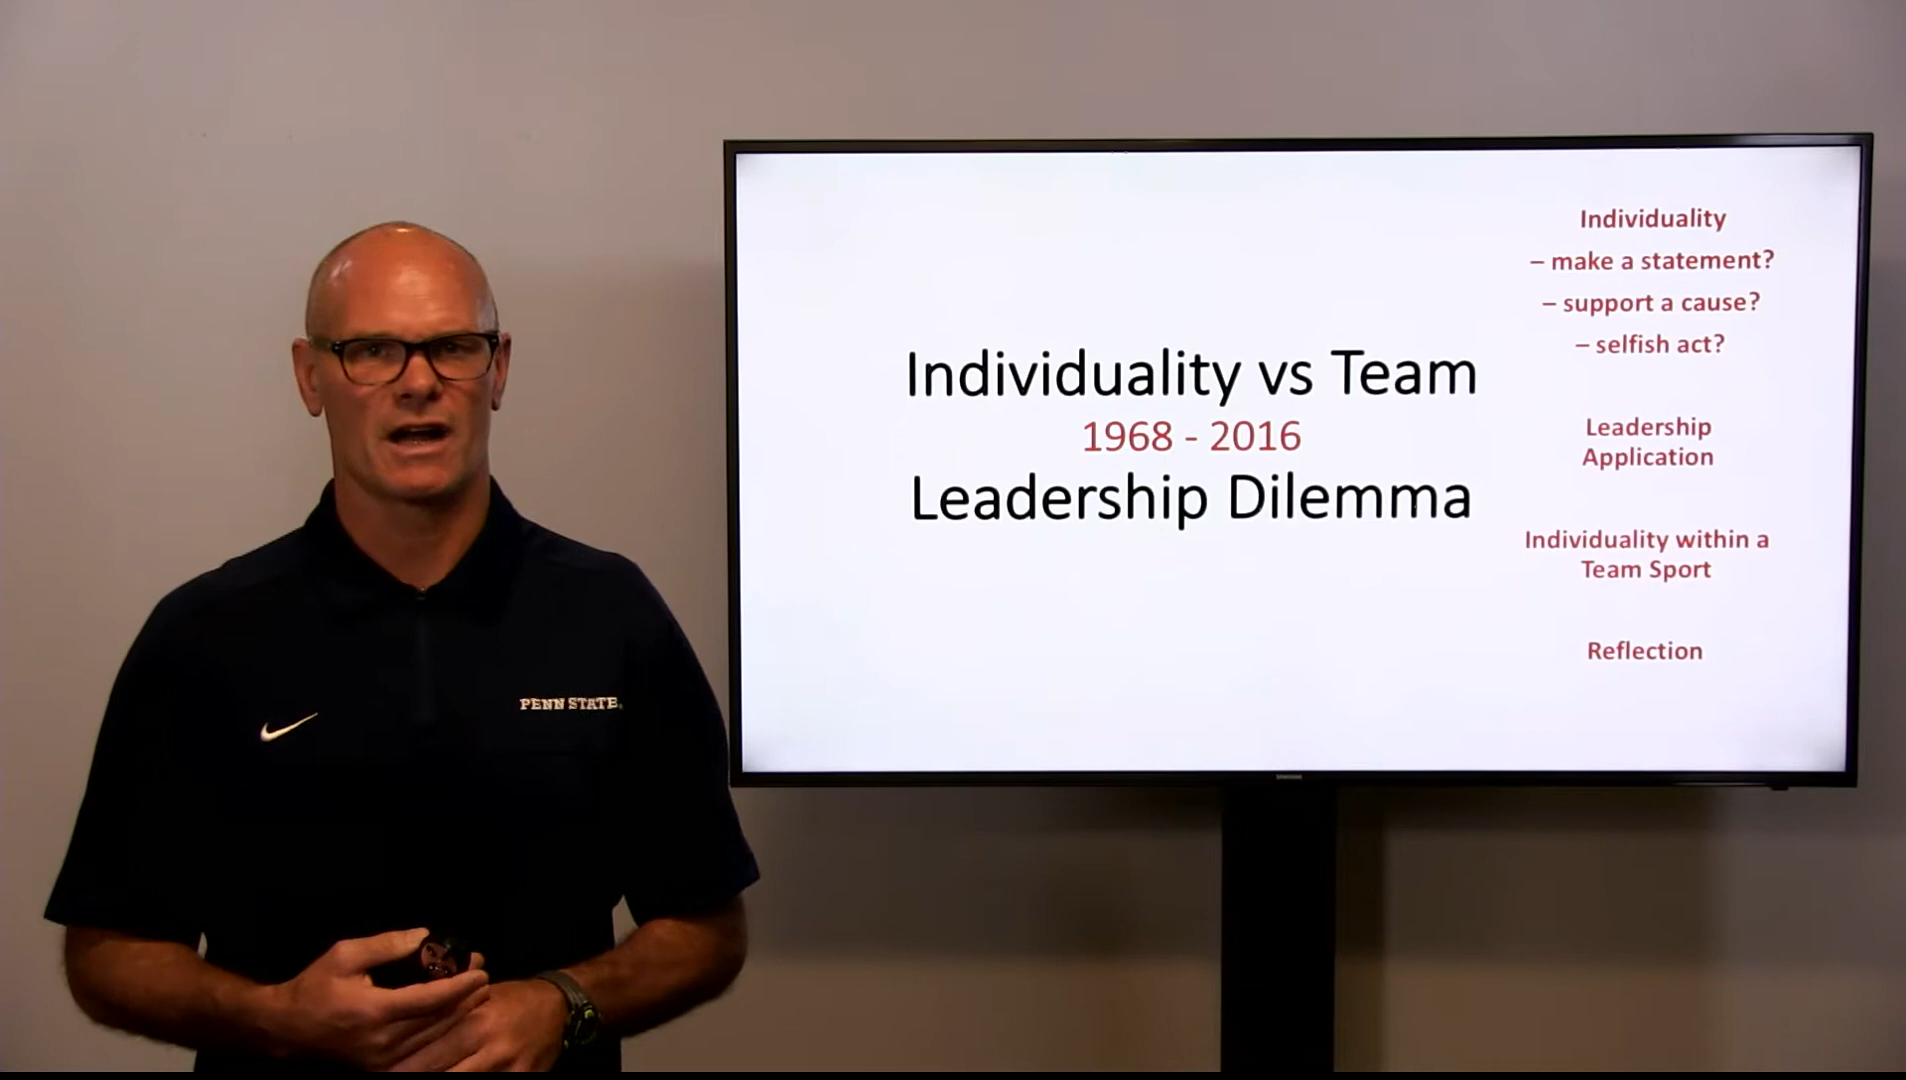 Individuality
– make a statement?
– support a cause?
– selfish act?
Individuality vs Team
1968 - 2016
Leadership Dilemma
Leadership
Application
Individuality within a
Team Sport
Reflection
PENN STATE
SAMSUNG